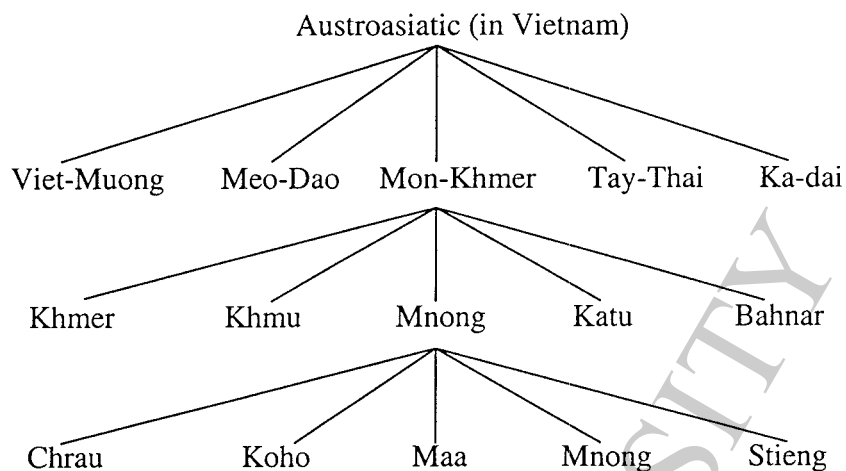 Austroasiatic (in Vietnam)
Viet-Muong Meo-Dao Mon-Khmer Tay-Thai Ka-dai
Khmer Khmu Mnong Katu Bahnar
Chrau Koho Maa Mnong Stieng
SITY